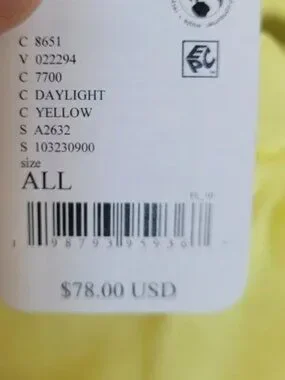 C 8651
V 022294
C 7700
C DAYLIGHT
C YELLOW
S A2632
S 103230900
size
ALL
$78.00 USD